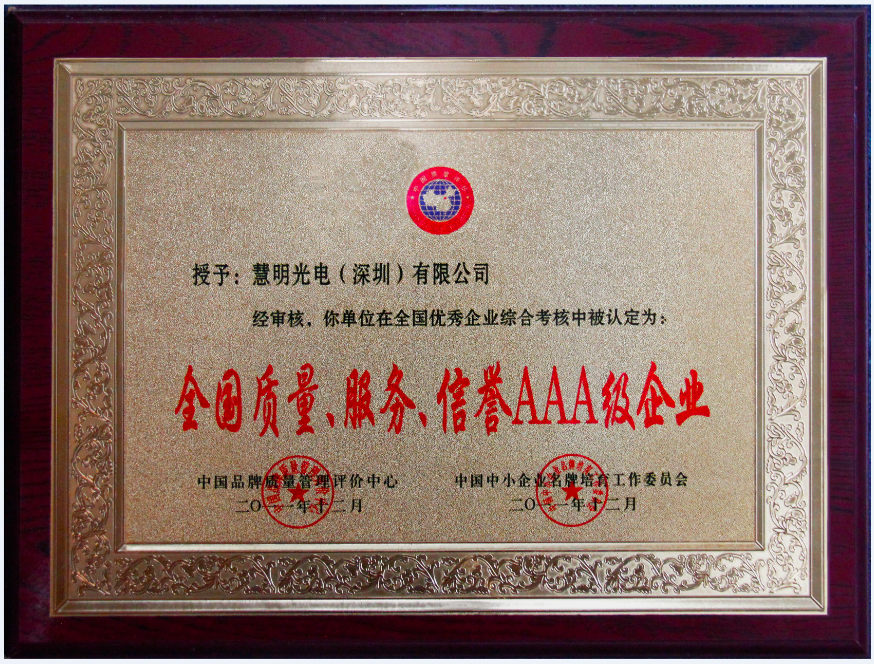 授予：慧明光电（深圳）有限公司
经审核，你单位在全国优秀企业综合考核中被认定为：
全国质量、服务、信誉AAA级企业
中国品牌质量管理评价中心
中国中小企业名牌培育工作委员会
二〇一一年十二月
二〇一一年十二月